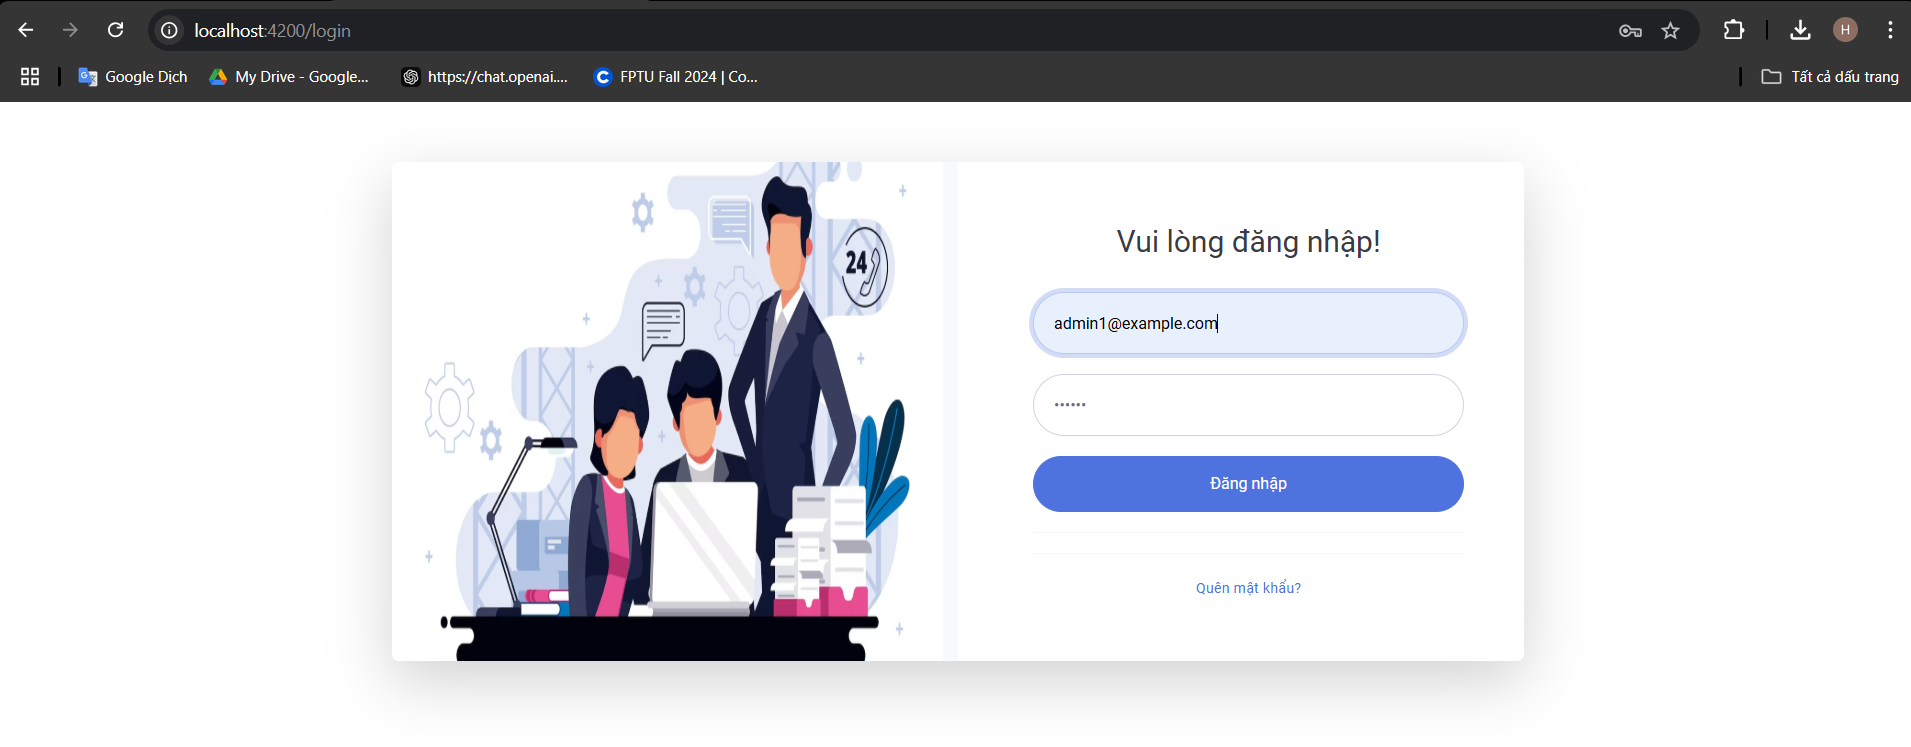 localhost:4200/login
H
Google Dịch
My Drive - Google...
https://chat.openai....
FPTU Fall 2024 | Co...
Tất cả dấu trang
24
Vui lòng đăng nhập!
admin1@example.com
••••••
Đăng nhập
Quên mật khẩu?